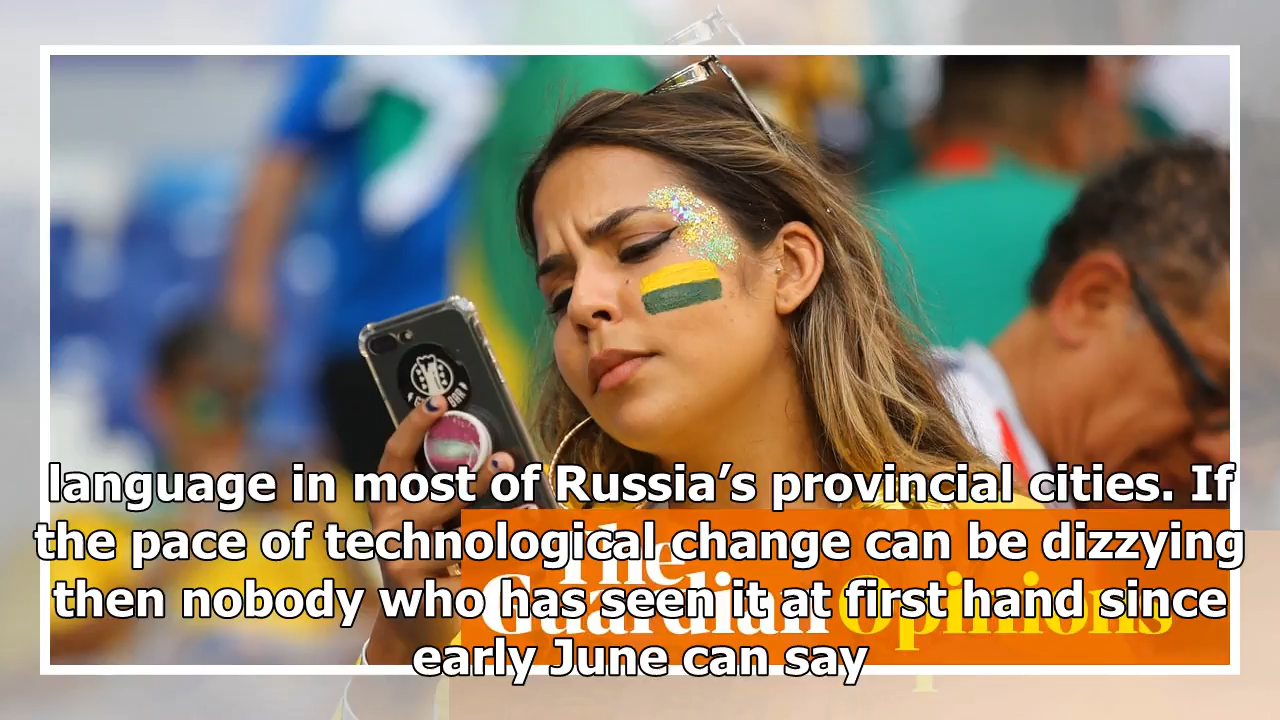 language in most of Russia’s provincial cities. If
the pace of technological change can be dizzying
then nobody who has seen it at first hand since
early June can say
The
Guardian Opinions